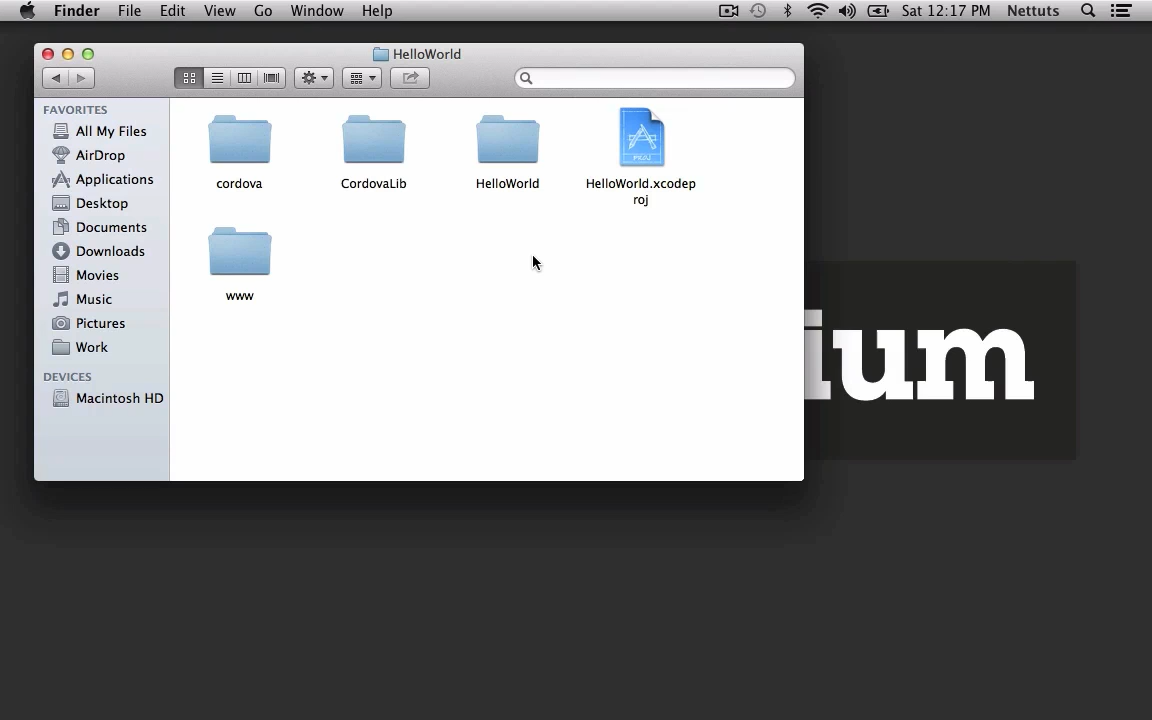 Finder File Edit View Go Window Help Sat 12:17 PM Nettuts
HelloWorld
FAVORITES
All My Files
AirDrop
Applications
Desktop
Documents
Downloads
Movies
Music
Pictures
Work
DEVICES
Macintosh HD
cordova CordovaLib HelloWorld HelloWorld.xcodep
roj
PROJ
www
ium